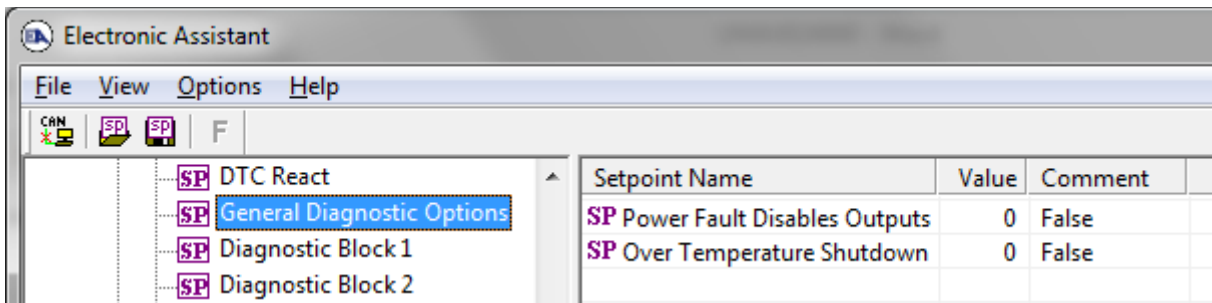 EA Electronic Assistant
File View Options Help
CAN SP SP F
SP DTC React
SP General Diagnostic Options
SP Diagnostic Block 1
SP Diagnostic Block 2
Setpoint Name Value Comment
SP Power Fault Disables Outputs 0 False
SP Over Temperature Shutdown 0 False